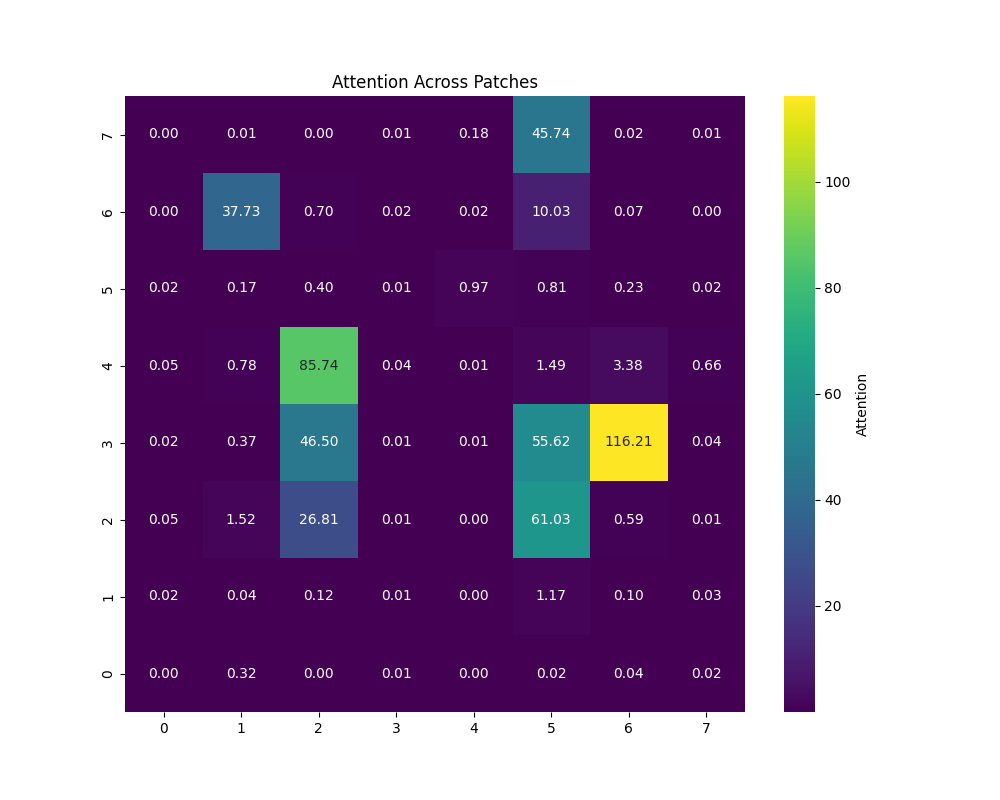 Attention Across Patches
7 0.00 0.01 0.00 0.01 0.18 45.74 0.02 0.01
6 0.00 37.73 0.70 0.02 0.02 10.03 0.07 0.00
5 0.02 0.17 0.40 0.01 0.97 0.81 0.23 0.02
4 0.05 0.78 85.74 0.04 0.01 1.49 3.38 0.66
3 0.02 0.37 46.50 0.01 0.01 55.62 116.21 0.04
2 0.05 1.52 26.81 0.01 0.00 61.03 0.59 0.01
1 0.02 0.04 0.12 0.01 0.00 1.17 0.10 0.03
0 0.00 0.32 0.00 0.01 0.00 0.02 0.04 0.02
0 1 2 3 4 5 6 7
100
80
60
40
20
Attention